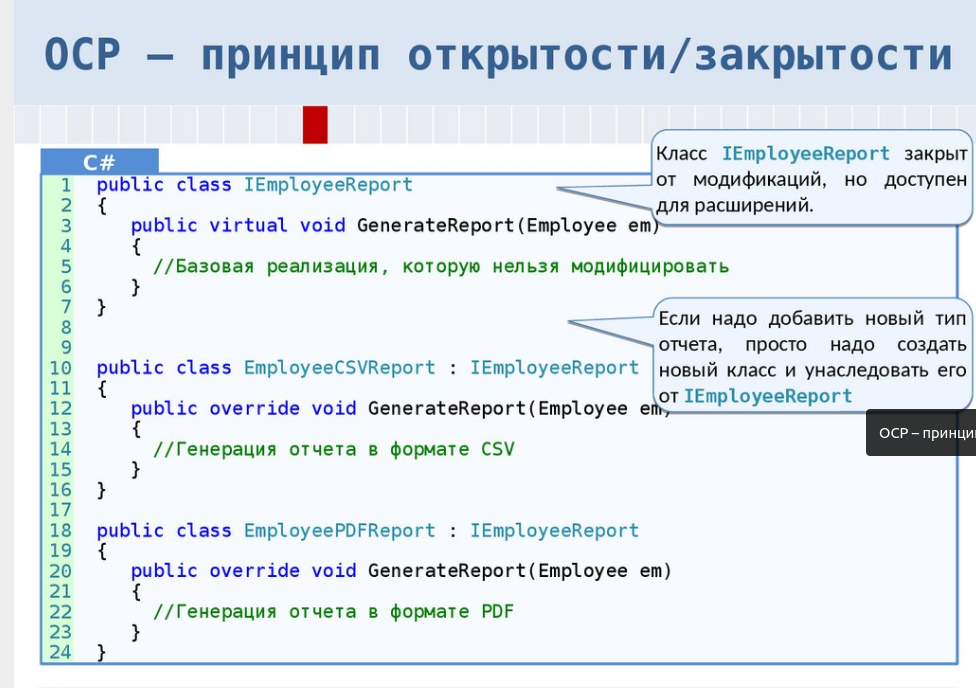 ОСР – принцип открытости/закрытости
C#
Класс IEmployeeReport закрыт
от модификаций, но доступен
для расширений.
1 public class IEmployeeReport
2 {
3 public virtual void GenerateReport(Employee em)
4 {
5 //Базовая реализация, которую нельзя модифицировать
6 }
7 }
8
9
Если надо добавить новый тип
отчета, просто надо создать
новый класс и унаследовать его
от IEmployeeReport
10 public class EmployeeCSVReport : IEmployeeReport
11 {
12 public override void GenerateReport(Employee em)
13 {
14 //Генерация отчета в формате CSV
15 }
16 }
17
18 public class EmployeePDFReport : IEmployeeReport
19 {
20 public override void GenerateReport(Employee em)
21 {
22 //Генерация отчета в формате PDF
23 }
24 }
ОСР – принци